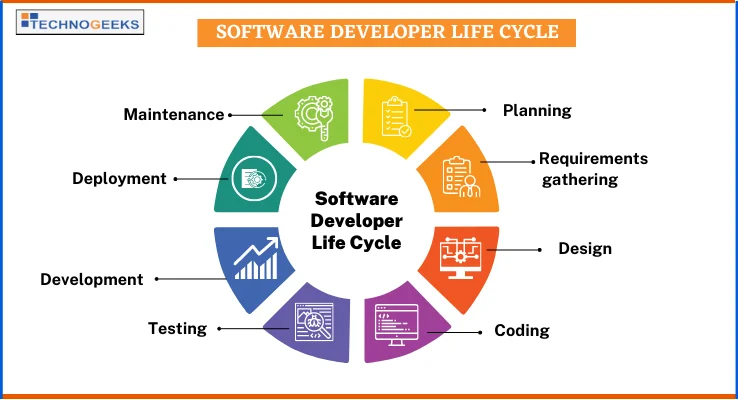 TECHNOGEEKS
SOFTWARE DEVELOPER LIFE CYCLE
Maintenance
Planning
Deployment
Requirements
gathering
Software
Developer
Life Cycle
Development
Design
Testing
Coding